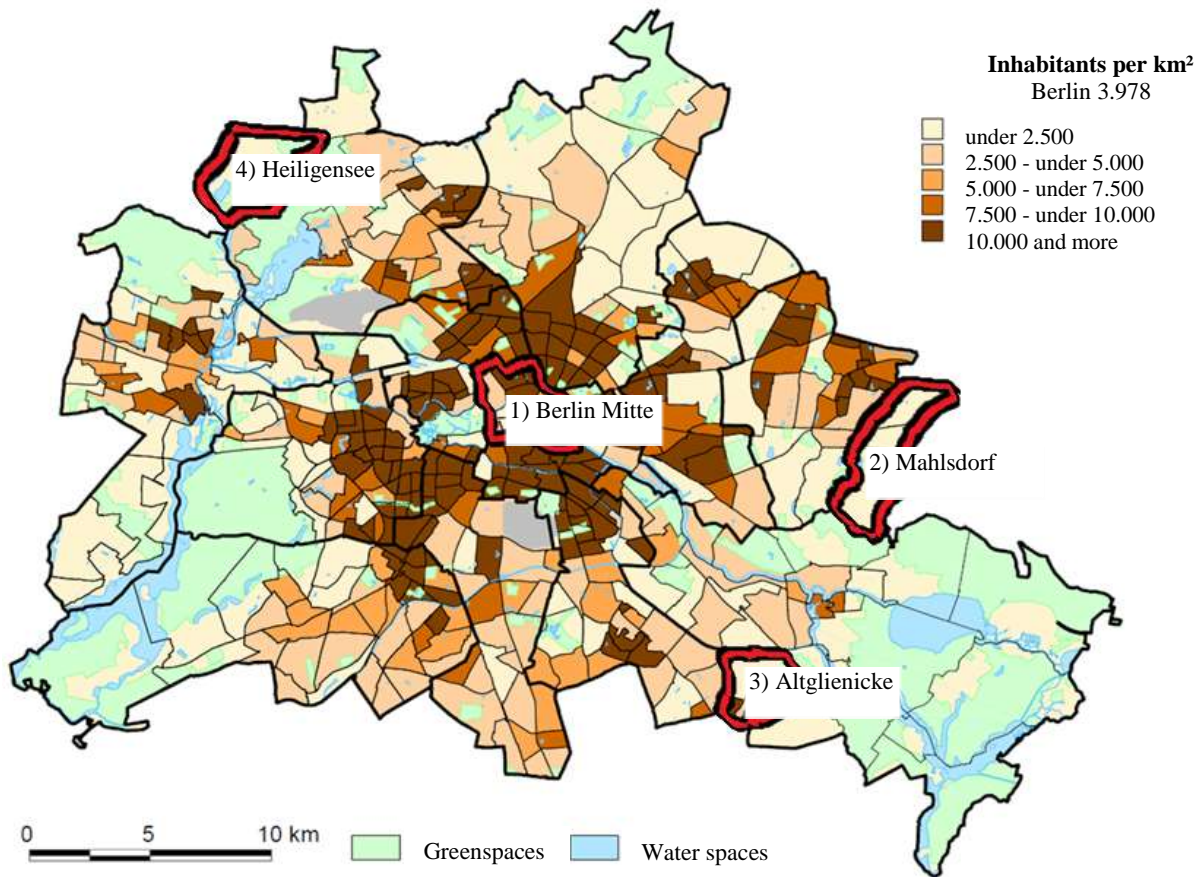 Inhabitants per km²
Berlin 3.978
under 2.500
2.500 - under 5.000
5.000 - under 7.500
7.500 - under 10.000
10.000 and more
4) Heiligensee
1) Berlin Mitte
2) Mahlsdorf
3) Altglienicke
0 5 10 km
Greenspaces
Water spaces